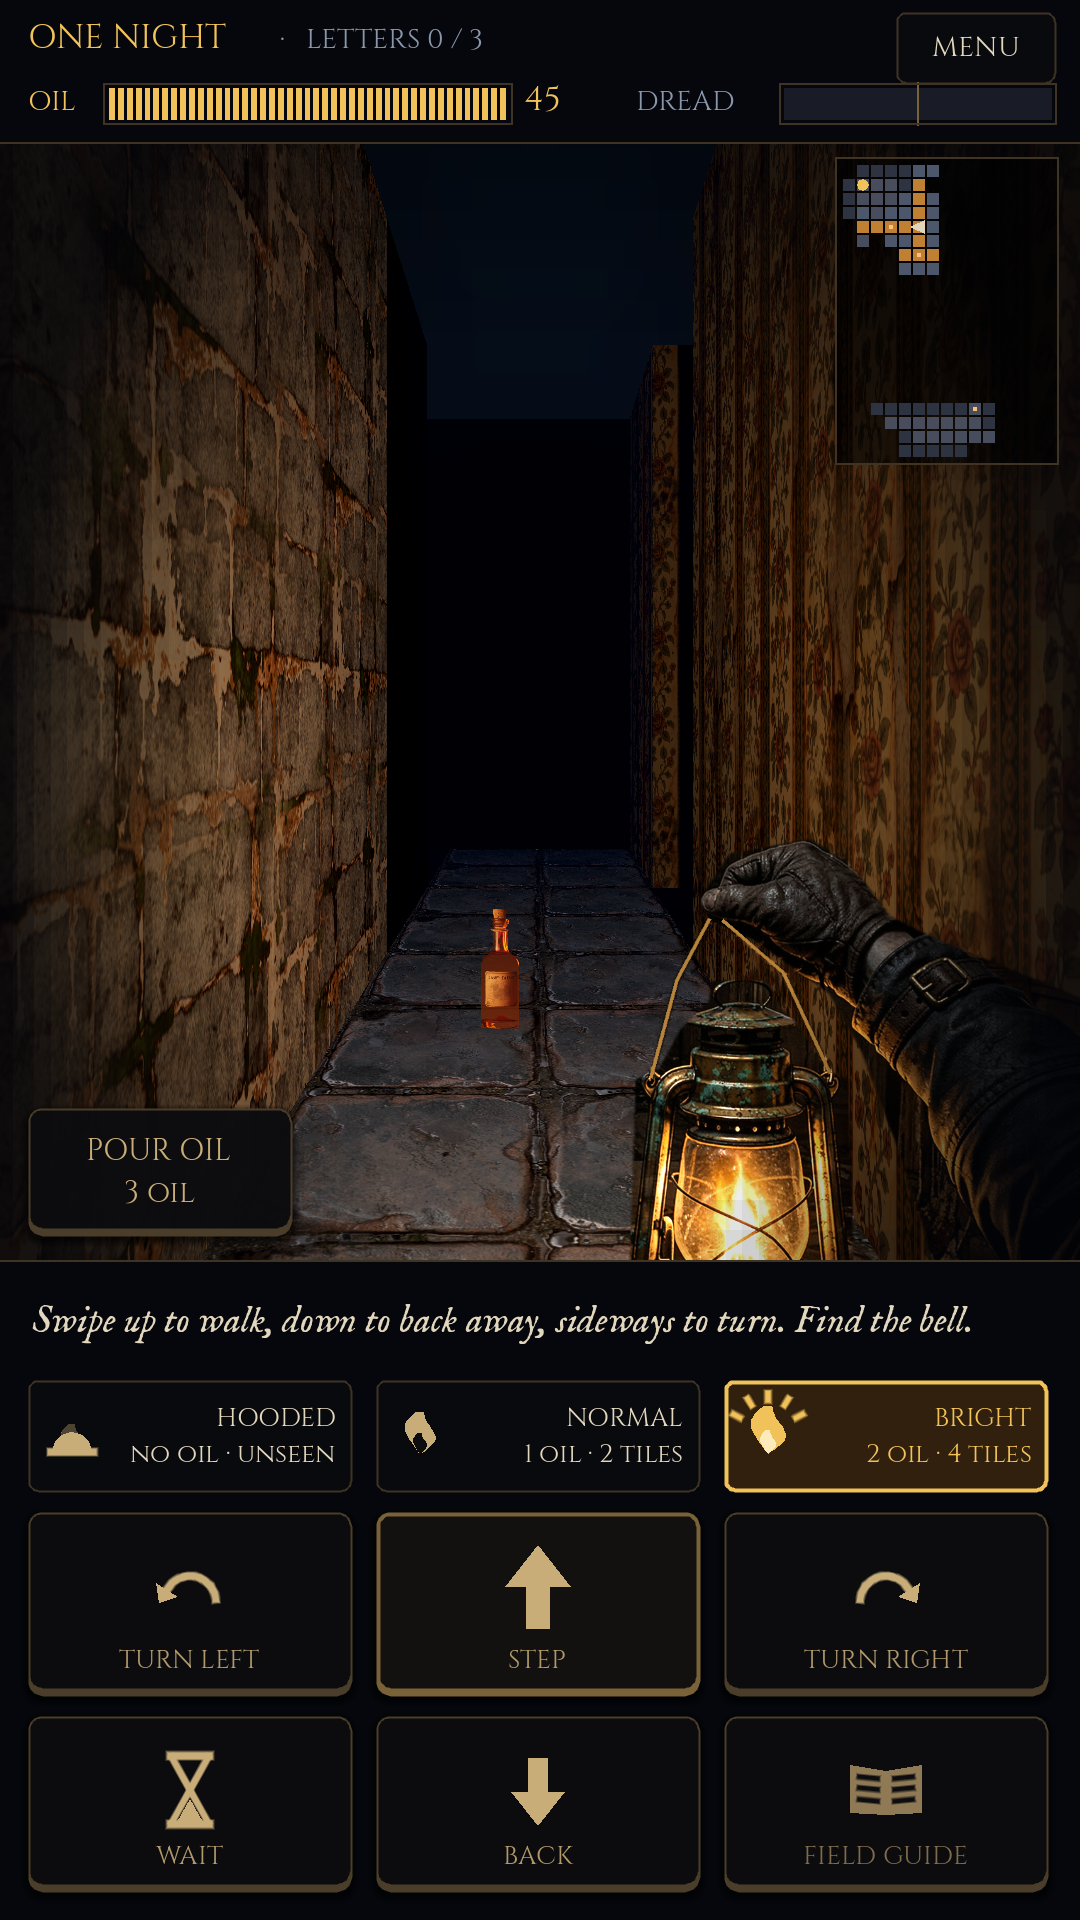 ONE NIGHT · LETTERS 0 / 3
MENU
OIL 45 DREAD
POUR OIL
3 OIL
Swipe up to walk, down to back away, sideways to turn. Find the bell.
HOODED
NO OIL · UNSEEN
NORMAL
1 OIL · 2 TILES
BRIGHT
2 OIL · 4 TILES
TURN LEFT
STEP
TURN RIGHT
WAIT
BACK
FIELD GUIDE